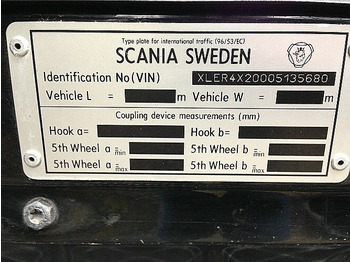 Type plate for international traffic (96/53/EC)
SCANIA SWEDEN
Identification No(VIN) XLER4X20005135680
Vehicle L = m Vehicle W = m
Coupling device measurements (mm)
Hook a= Hook b=
5th Wheel a min= 5th Wheel b min=
5th Wheel a max= 5th Wheel b max=